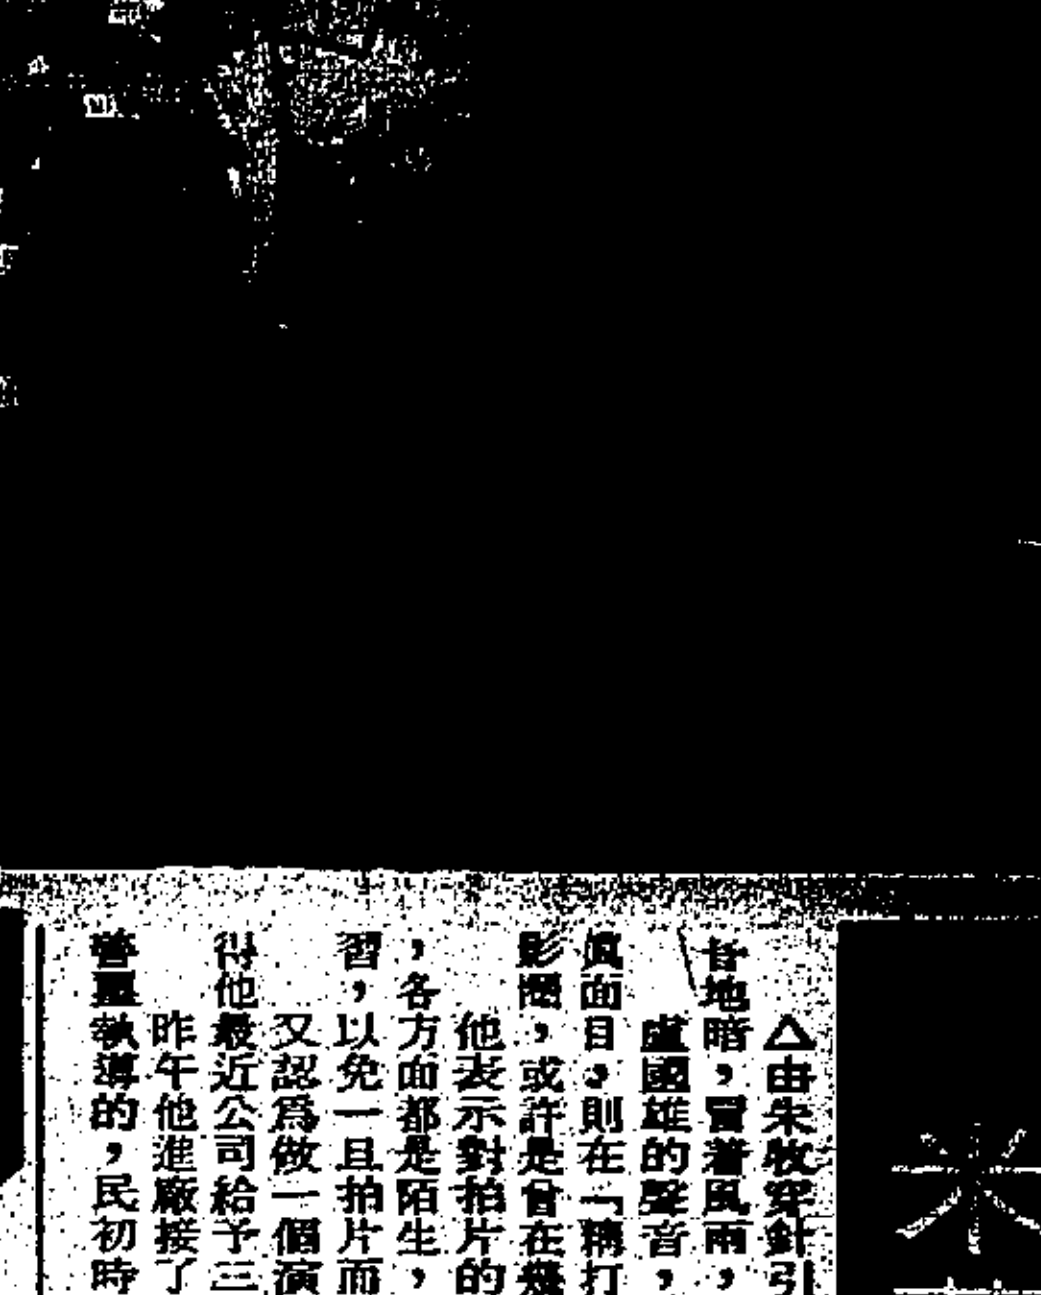 △由朱牧穿針引
地暗，冒着風雨，
盧國雄的聲音，
眞面目，則在「
影圈，或許是曾在幾
他表示對拍片的
，各方面都是陌生，
習，以免一旦拍片而
又認爲做一個演
得他最近公司給予三
昨午他進廠接了
執導的，民初時